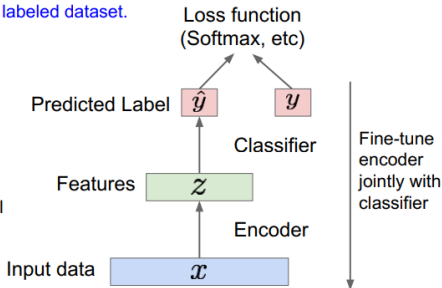 labeled dataset.
Loss function
(Softmax, etc)
Predicted Label
ŷ
y
Classifier
Fine-tune
encoder
jointly with
classifier
Features
z
l
Encoder
Input data
x